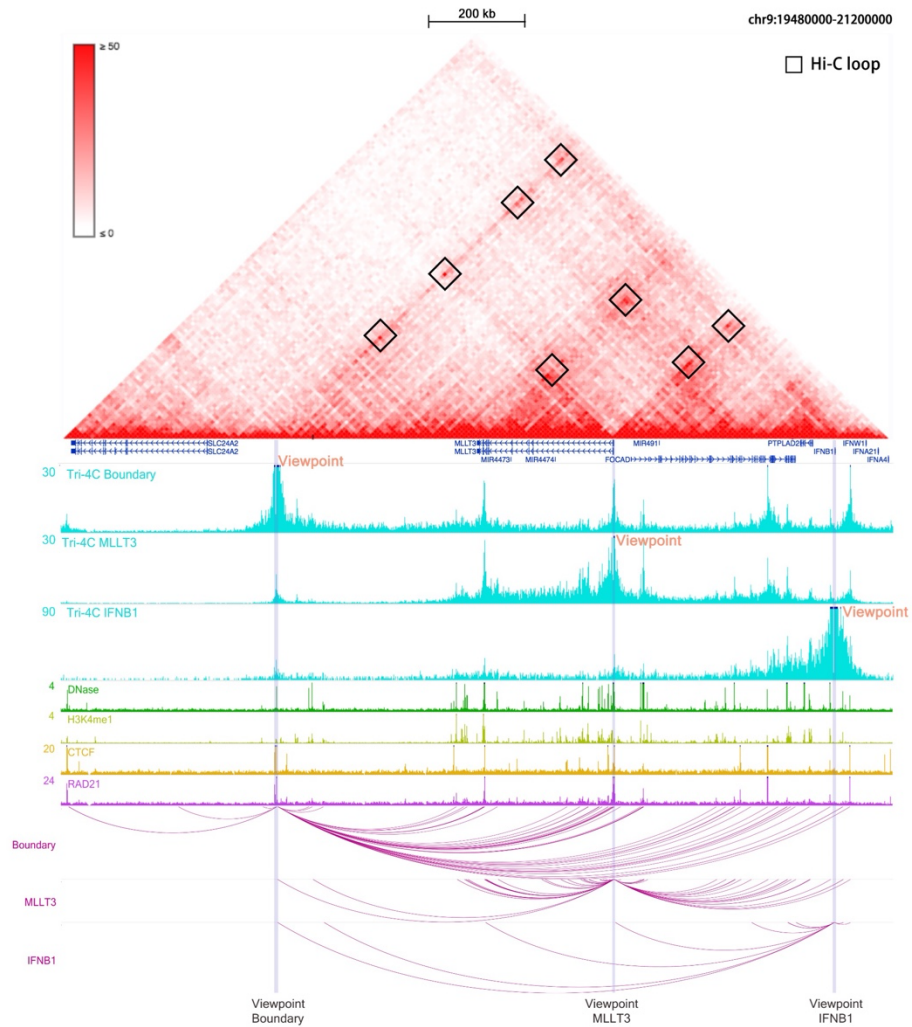 200 kb
chr9:19480000-21200000
≥ 50
Hi-C loop
≤ 0
SLC24A2 MLLT3 MIR491 PTPLAD2 IFNW1
SLC24A2 MLLT3 IFNB1 IFNA21
MIR4473 MIR4474 FOCAD IFNA4
30 Tri-4C Boundary Viewpoint
30 Tri-4C MLLT3 Viewpoint
90 Tri-4C IFNB1 Viewpoint
4 DNase
4 H3K4me1
20 CTCF
24 RAD21
Boundary
MLLT3
IFNB1
Viewpoint Viewpoint Viewpoint
Boundary MLLT3 IFNB1